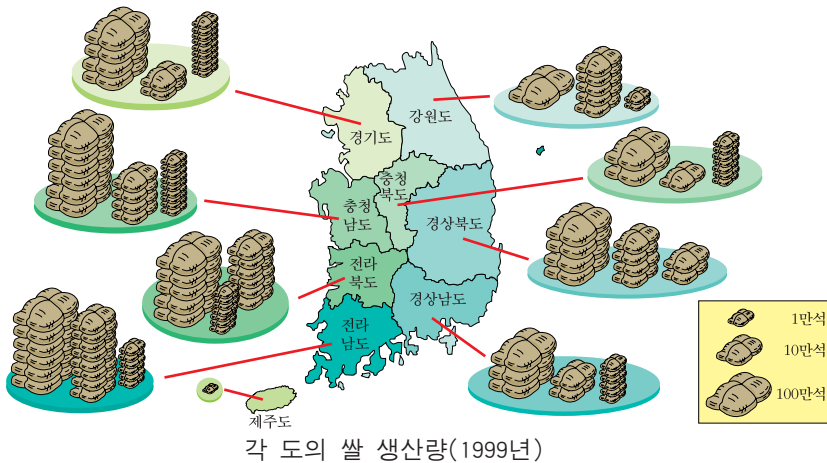 강원도
경기도
충청
북도
충청
남도
경상북도
전라
북도
경상남도
전라
남도
제주도
1만석
10만석
100만석
각 도의 쌀 생산량(1999년)